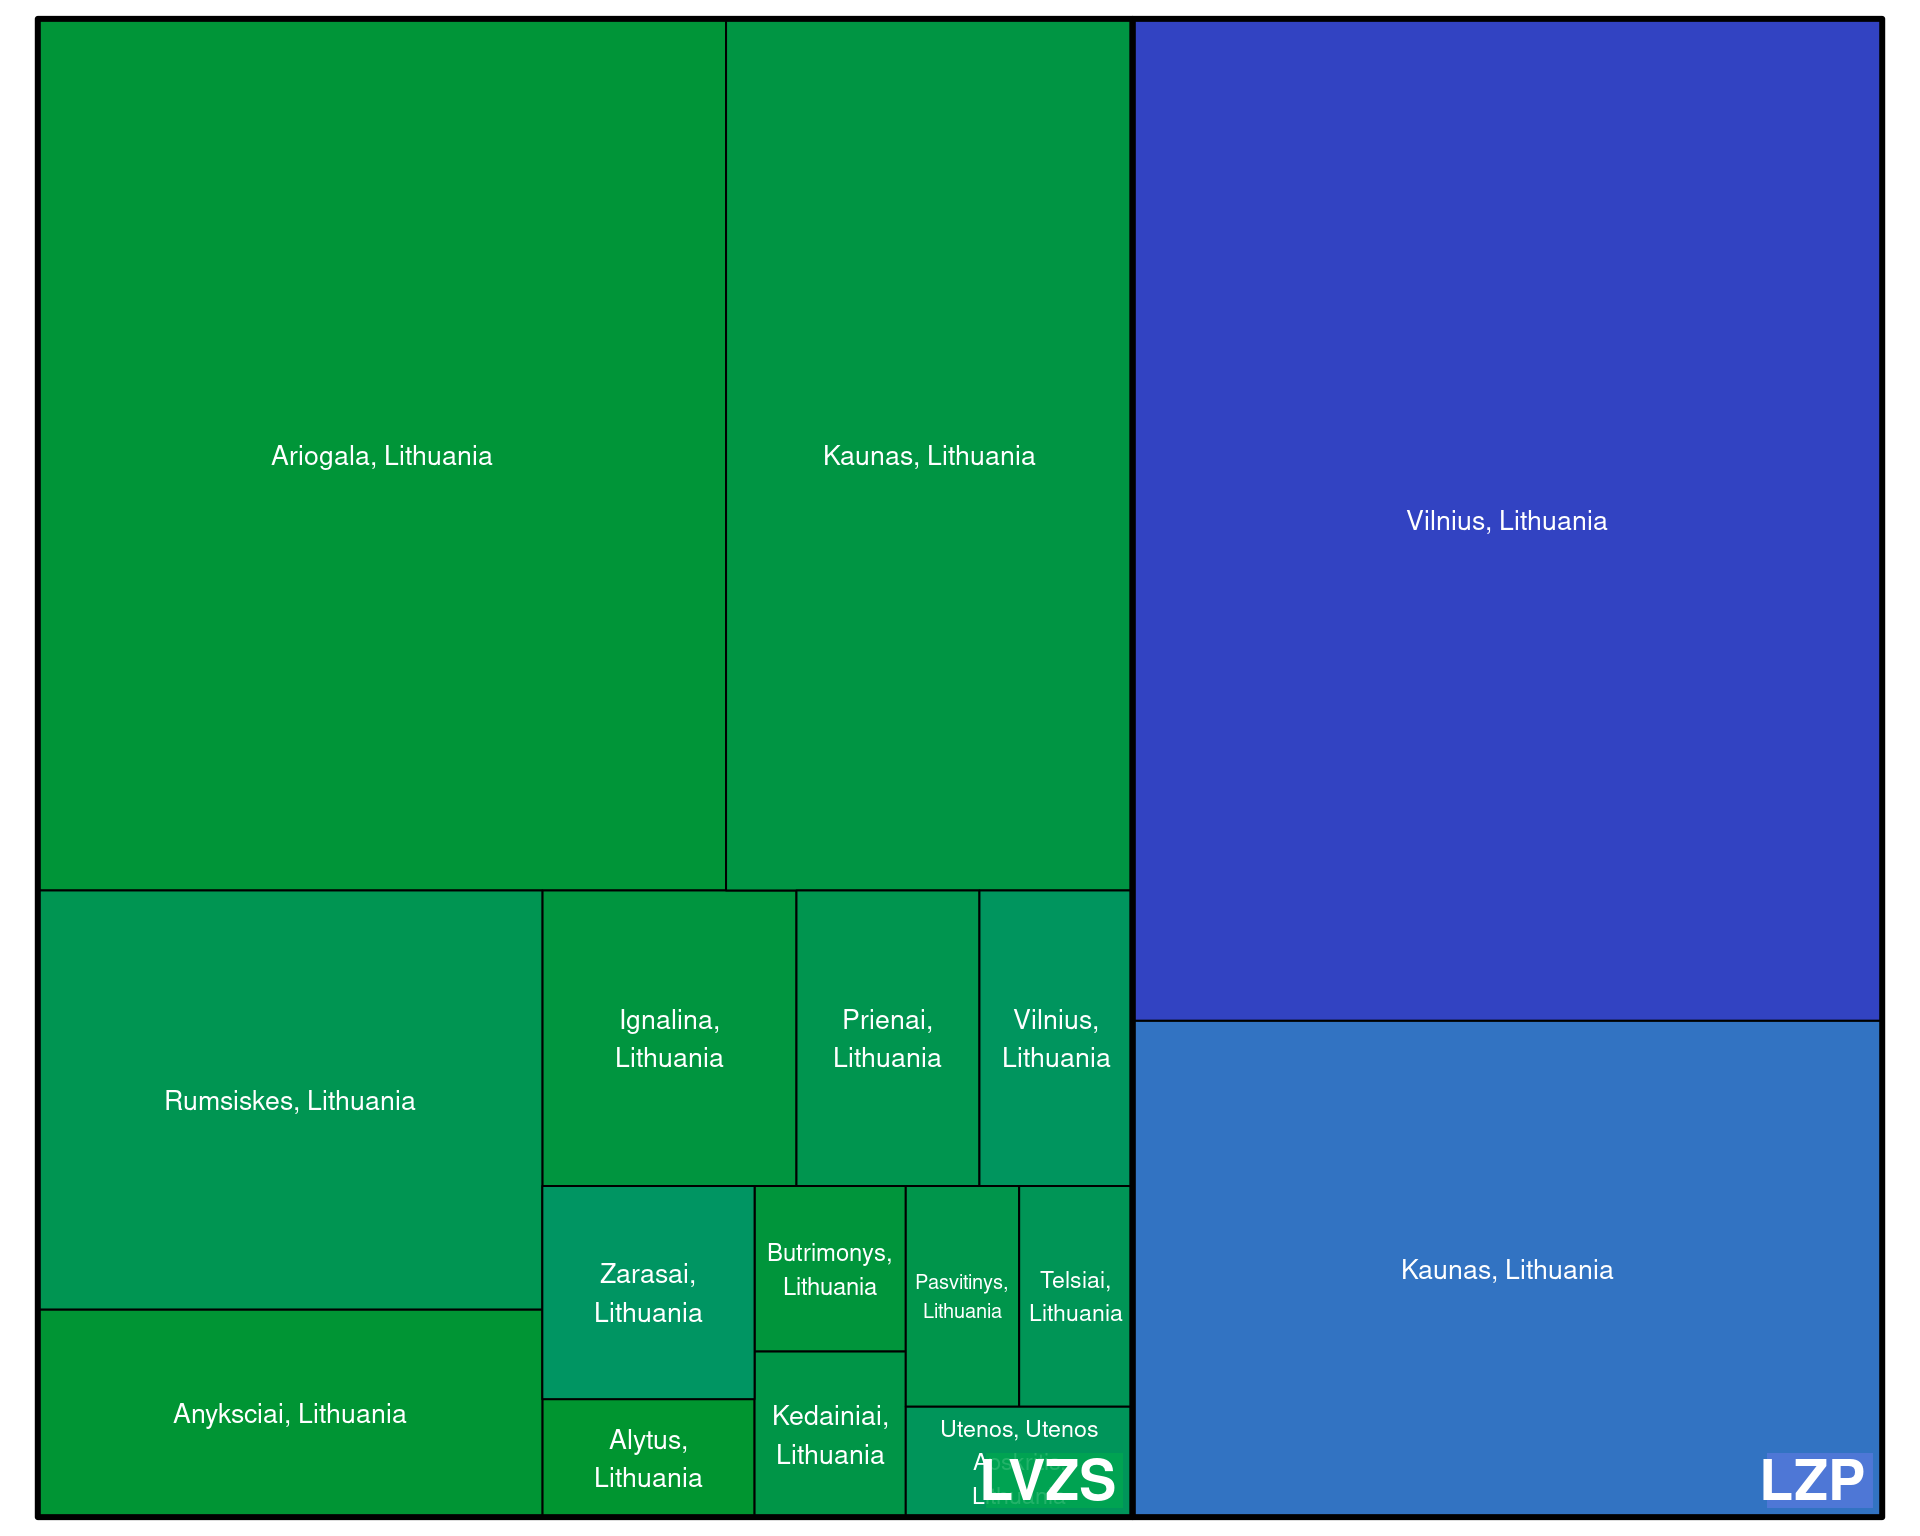 Ariogala, Lithuania
Kaunas, Lithuania
Vilnius, Lithuania
Rumsiskes, Lithuania
Ignalina,
Lithuania
Prienai,
Lithuania
Vilnius,
Lithuania
Zarasai,
Lithuania
Butrimonys,
Lithuania
Pasvitinys,
Lithuania
Telsiai,
Lithuania
Kaunas, Lithuania
Anyksciai, Lithuania
Alytus,
Lithuania
Kedainiai,
Lithuania
Utenos, Utenos
Lithuania
LVZS
LZP